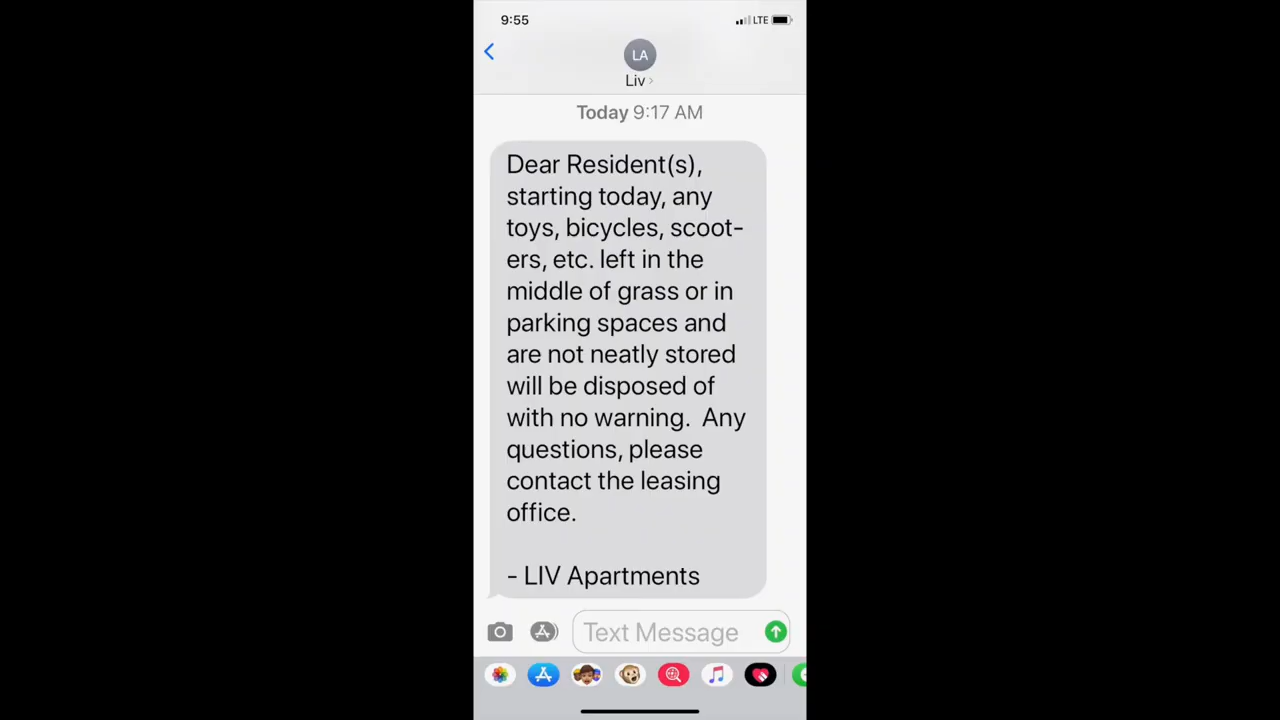 9:55
LTE
LA
Liv
Today 9:17 AM
Dear Resident(s),
starting today, any
toys, bicycles, scoot-
ers, etc. left in the
middle of grass or in
parking spaces and
are not neatly stored
will be disposed of
with no warning.  Any
questions, please
contact the leasing
office.
- LIV Apartments
Text Message